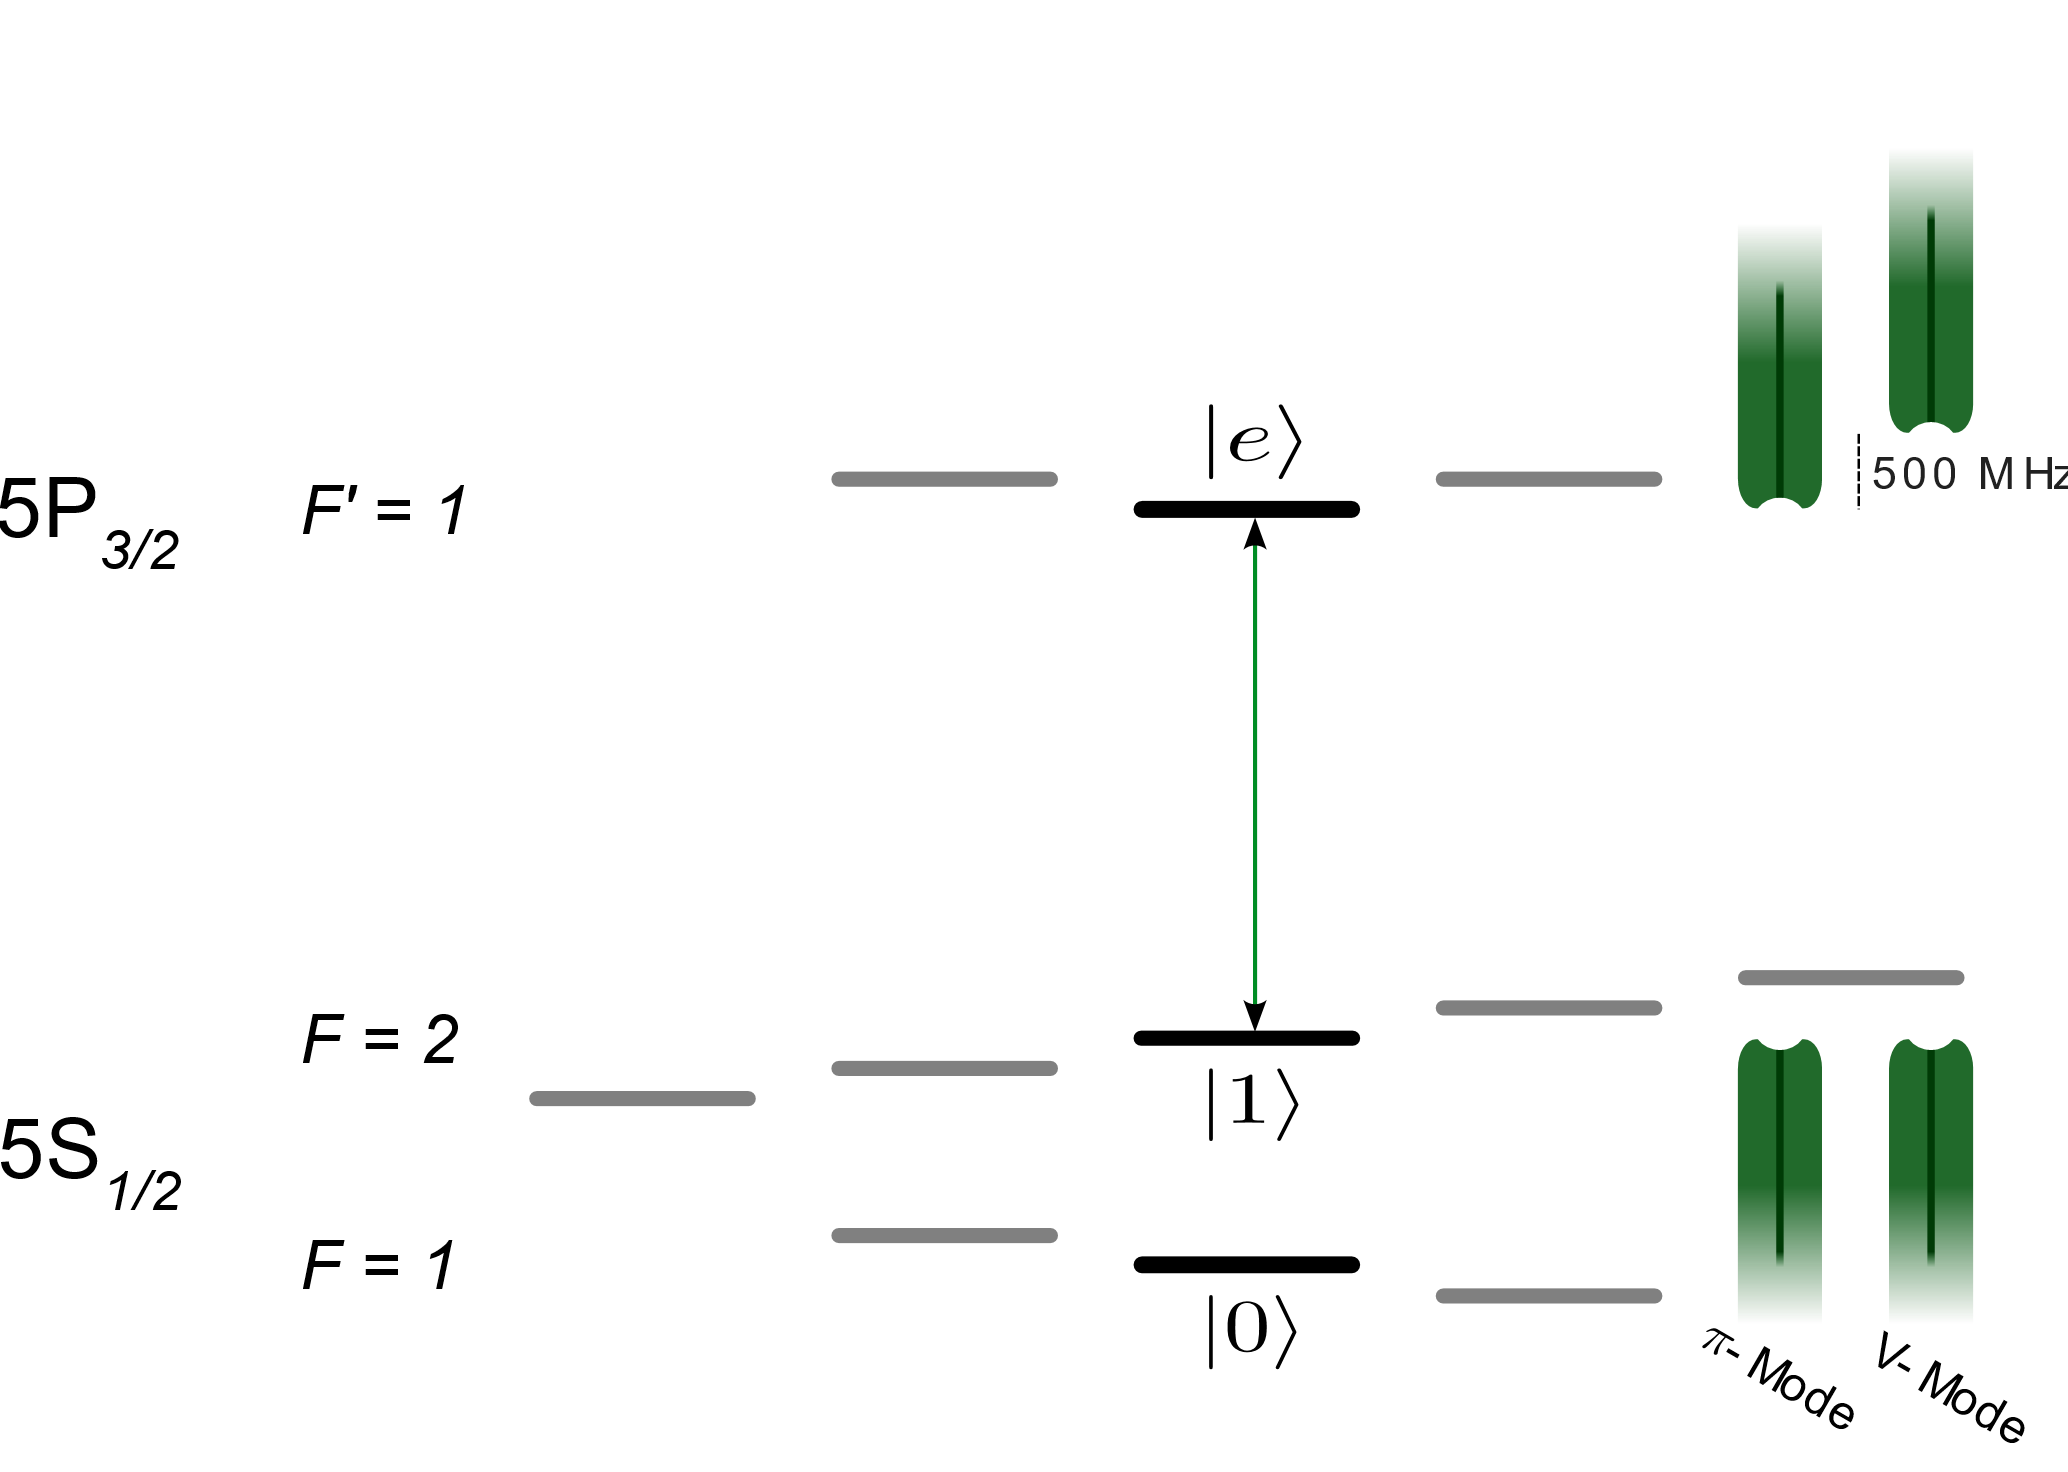 |e⟩
500 MHz
5P3/2 F' = 1
F = 2
|1⟩
5S1/2
F = 1
|0⟩
π- Mode
V- Mode